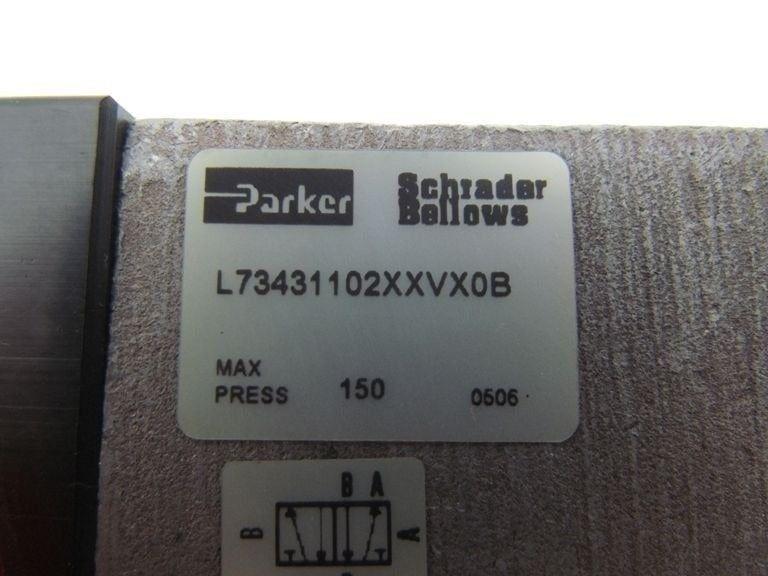 Parker
Schrader
Bellows
L73431102XXVX0B
MAX
PRESS 150 0506
B A
B A